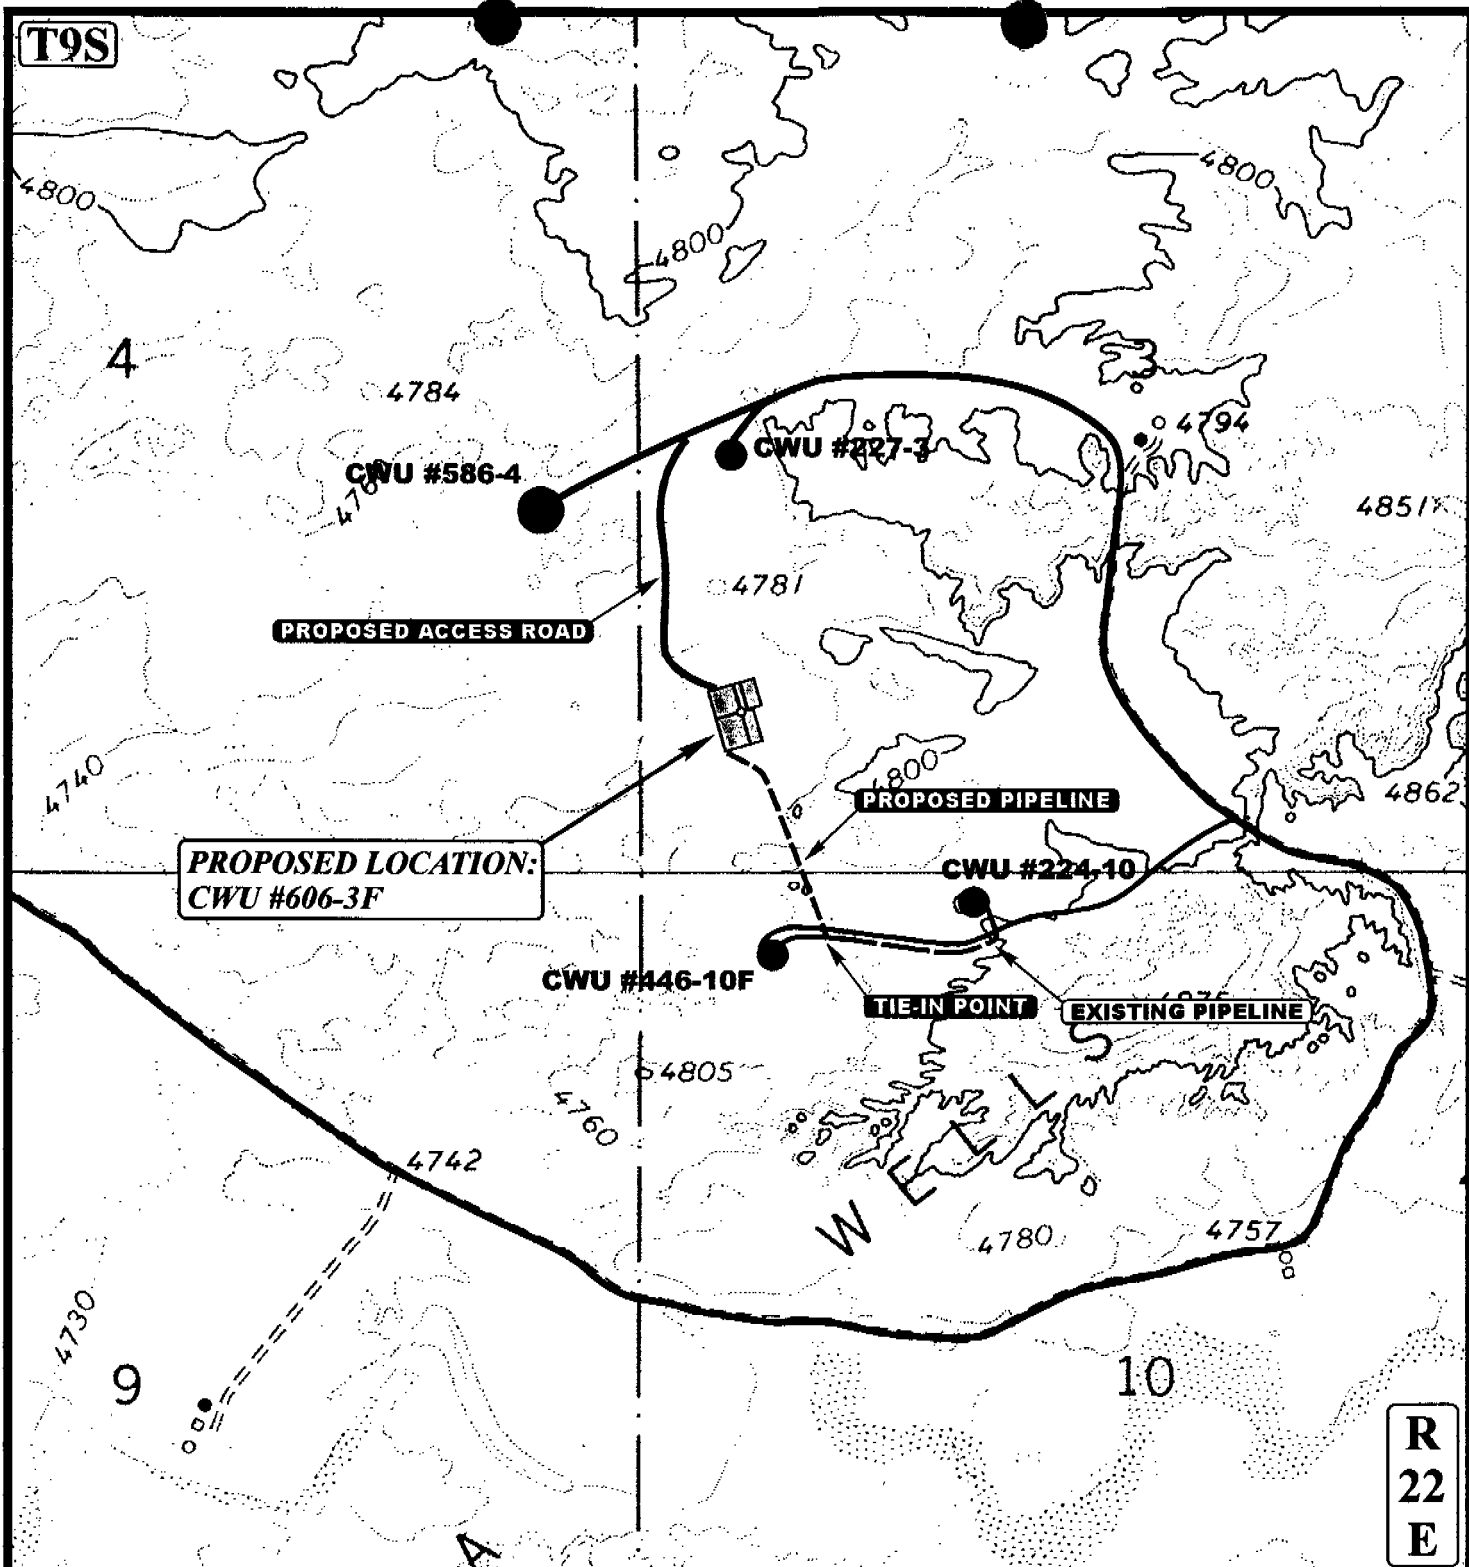 T9S
4800
4800
4800
4
3
4784
4794
CWU #227-3
CWU #586-4
4851
4781
PROPOSED ACCESS ROAD
4740
4800
PROPOSED PIPELINE
4862
PROPOSED LOCATION:
CWU #606-3F
CWU #224-10
CWU #446-10F
TIE-IN POINT
EXISTING PIPELINE
4805
4760
4742
W E L L S
4780
4757
4730
9
10
R
22
E
A